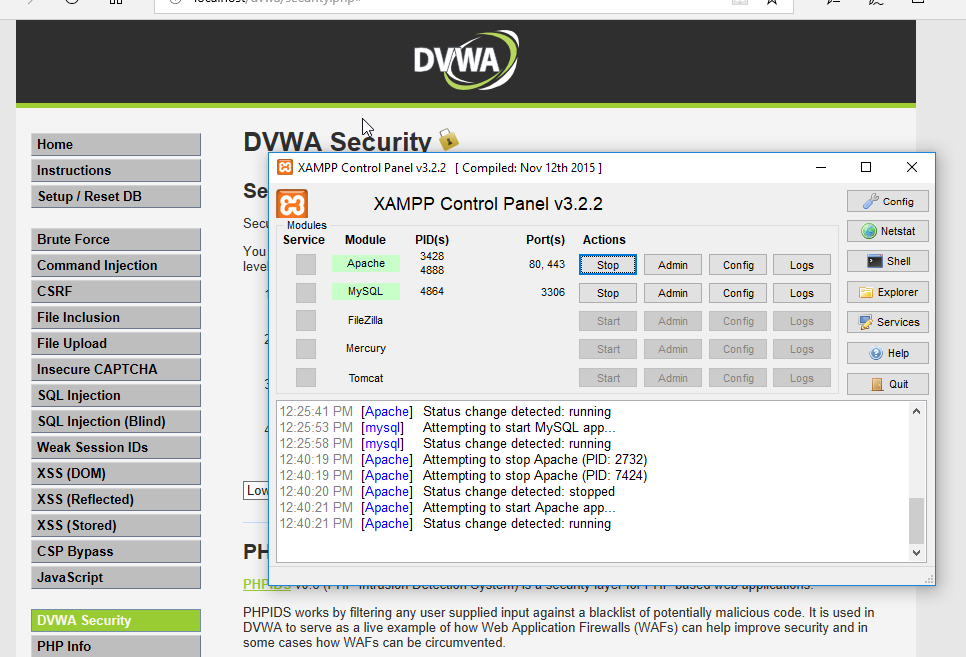 localhost/dvwa/security.php
DVWA
Home
Instructions
Setup / Reset DB
Brute Force
Command Injection
CSRF
File Inclusion
File Upload
Insecure CAPTCHA
SQL Injection
SQL Injection (Blind)
Weak Session IDs
XSS (DOM)
XSS (Reflected)
XSS (Stored)
CSP Bypass
JavaScript
DVWA Security
PHP Info
DVWA Security
Se
Secu
You
level
Low
XAMPP Control Panel v3.2.2 [ Compiled: Nov 12th 2015 ]
XAMPP Control Panel v3.2.2
Config
Modules
Service Module PID(s) Port(s) Actions
Netstat
Apache 3428 4888 80, 443 Stop Admin Config Logs
Shell
MySQL 4864 3306 Stop Admin Config Logs
Explorer
FileZilla Start Admin Config Logs
Services
Mercury Start Admin Config Logs
Help
Tomcat Start Admin Config Logs
Quit
12:25:41 PM [Apache] Status change detected: running
12:25:53 PM [mysql] Attempting to start MySQL app...
12:25:58 PM [mysql] Status change detected: running
12:40:19 PM [Apache] Attempting to stop Apache (PID: 2732)
12:40:19 PM [Apache] Attempting to stop Apache (PID: 7424)
12:40:20 PM [Apache] Status change detected: stopped
12:40:21 PM [Apache] Attempting to start Apache app...
12:40:21 PM [Apache] Status change detected: running
PH
PHPIDS v0.6 (PHP-Intrusion Detection System) is a security layer for PHP based web applications.
PHPIDS works by filtering any user supplied input against a blacklist of potentially malicious code. It is used in
DVWA to serve as a live example of how Web Application Firewalls (WAFs) can help improve security and in
some cases how WAFs can be circumvented.